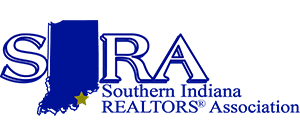 SIRA
Southern Indiana
REALTORS® Association